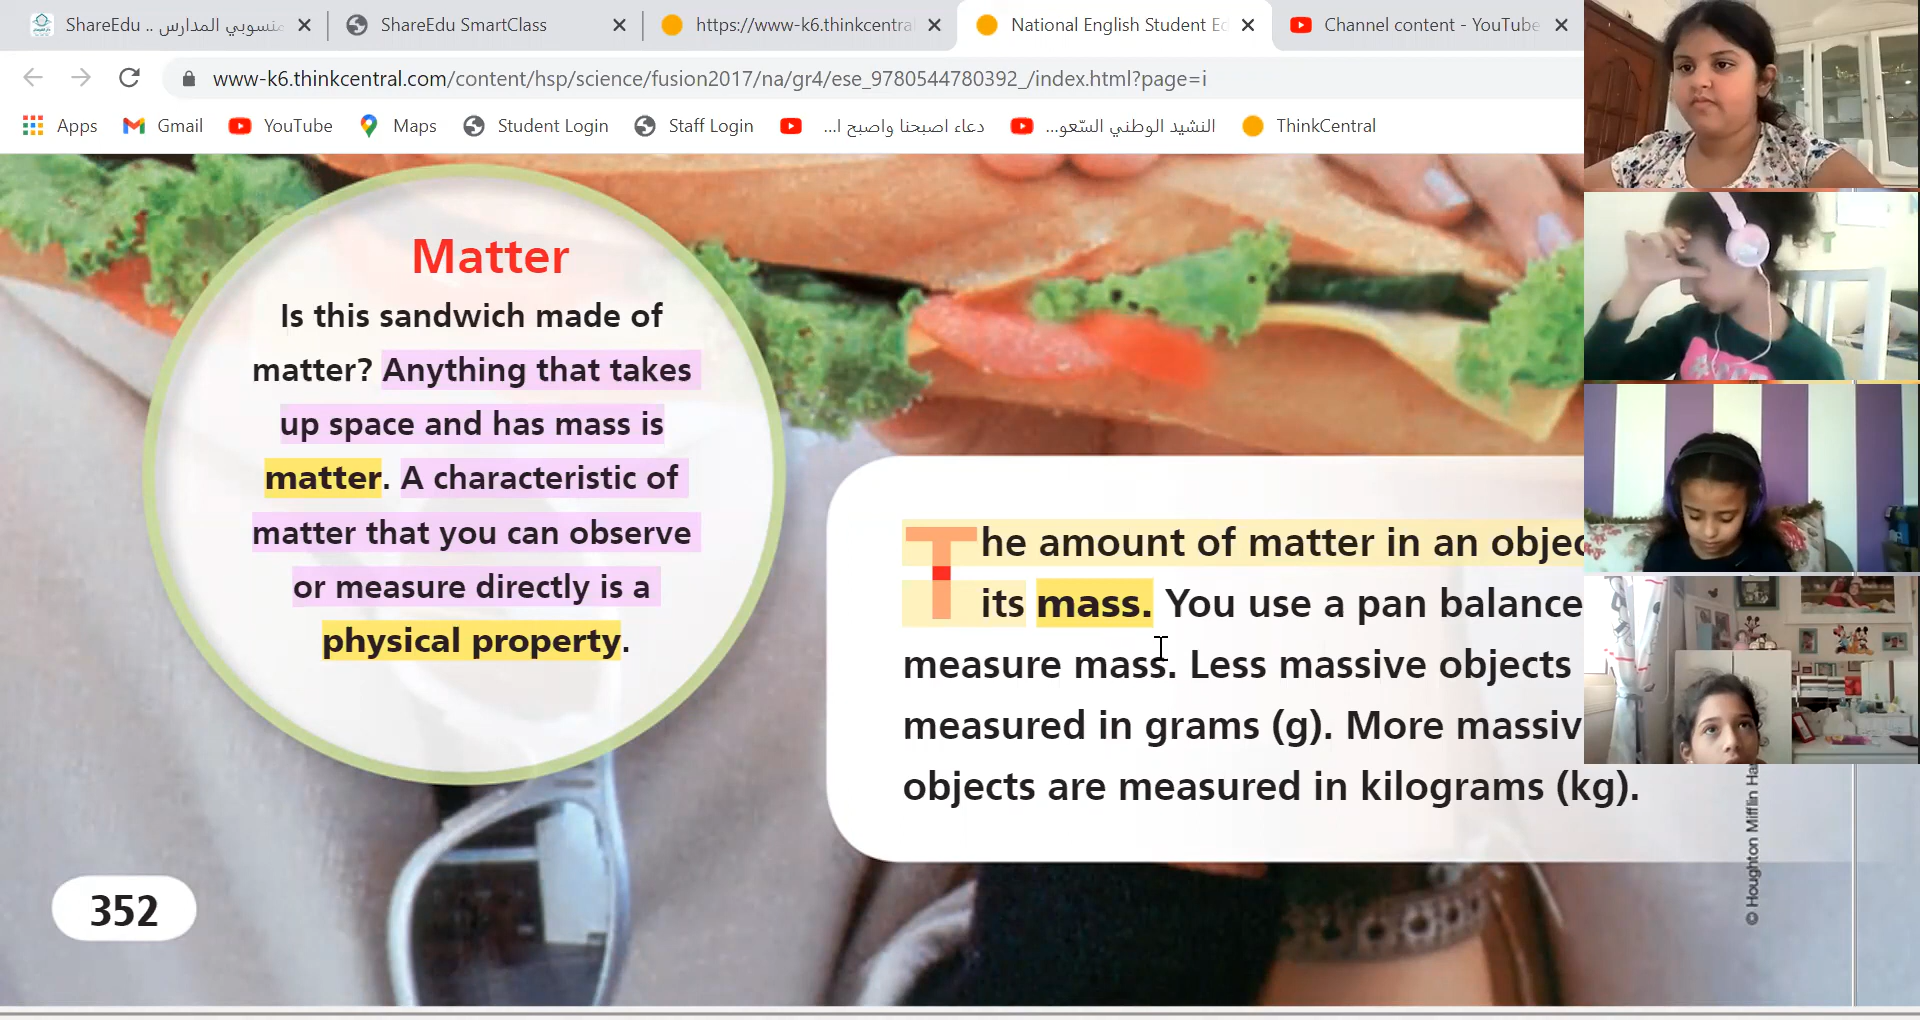 ShareEdu .. منسوبي المدارس
ShareEdu SmartClass
https://www-k6.thinkcentral
National English Student Ec
Channel content - YouTube
www-k6.thinkcentral.com/content/hsp/science/fusion2017/na/gr4/ese_9780544780392_/index.html?page=i
Apps
Gmail
YouTube
Maps
Student Login
Staff Login
دعاء اصبحنا واصبح ا...
النشيد الوطني السّعو...
ThinkCentral
Matter
Is this sandwich made of
matter? Anything that takes
up space and has mass is
matter. A characteristic of
matter that you can observe
or measure directly is a
physical property.
The amount of matter in an objec
its mass. You use a pan balance
measure mass. Less massive objects
measured in grams (g). More massiv
objects are measured in kilograms (kg).
352
© Houghton Mifflin Ha